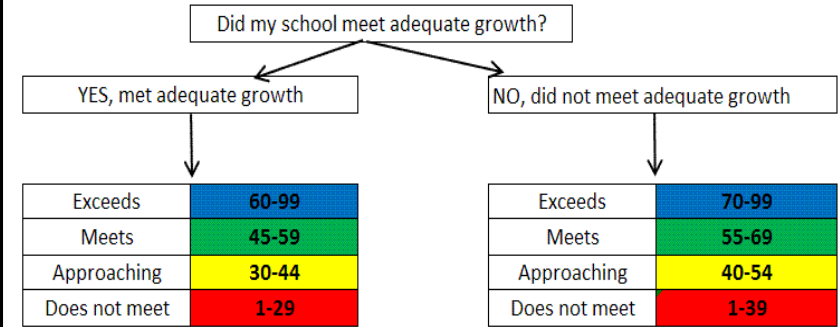 Did my school meet adequate growth?
YES, met adequate growth
NO, did not meet adequate growth
Exceeds 60-99
Meets 45-59
Approaching 30-44
Does not meet 1-29
Exceeds 70-99
Meets 55-69
Approaching 40-54
Does not meet 1-39